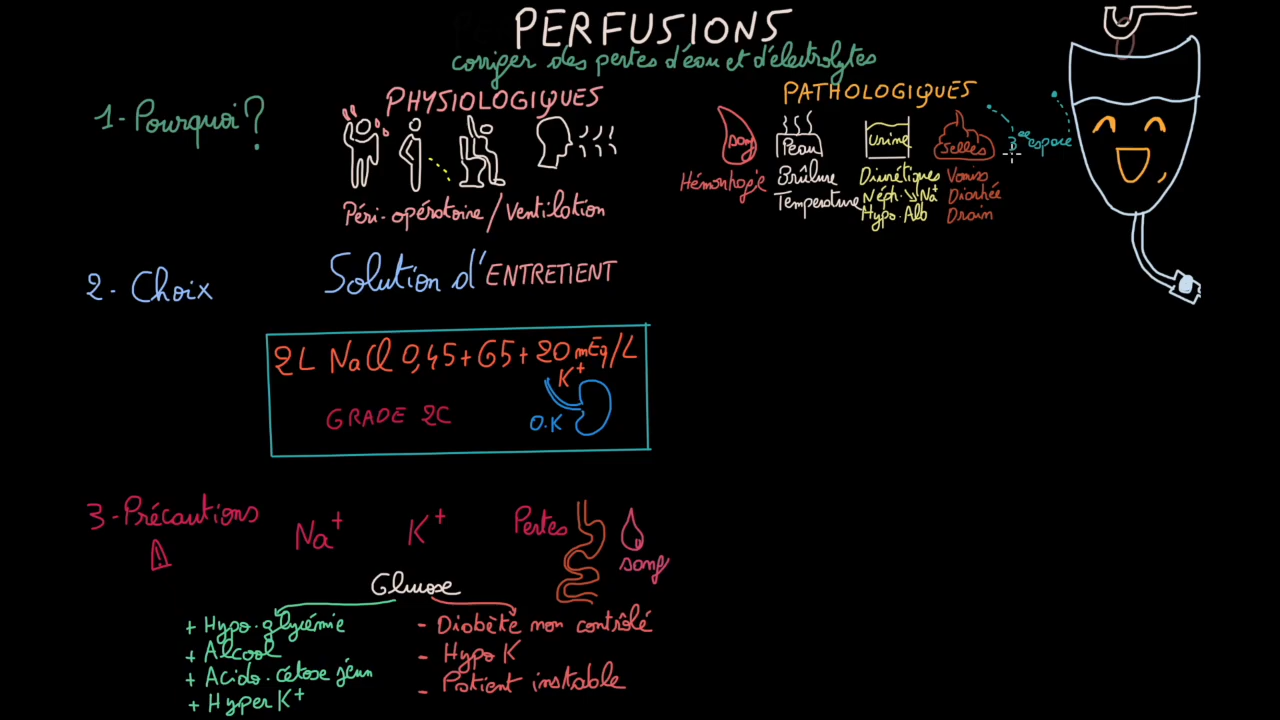 PERFUSIONS
corriger des pertes d'eau et d'électrolytes
1- Pourquoi?
PHYSIOLOGIQUES
Péri-opératoire / Ventilation
PATHOLOGIQUES
sang
Hémorragie
Peau
Brûlure
Température
Urine
Diurétiques
Néph. ↘ Na+
Hypo. Alb
Selles
Vomiss
Diarrhée
Drain
3ee espace
2- Choix
Solution d'ENTRETIENT
2L NaCl 0,45 + G5 + 20 mEq/L
K+
GRADE 2C
O.K
3-Précautions
Na+
K+
Pertes
sang
Glucose
+ Hypo.glycémie
+ Alcool
+ Acido.cétose jeun
+ Hyper K+
- Diabète non contrôlé
- Hypo K
- Patient instable